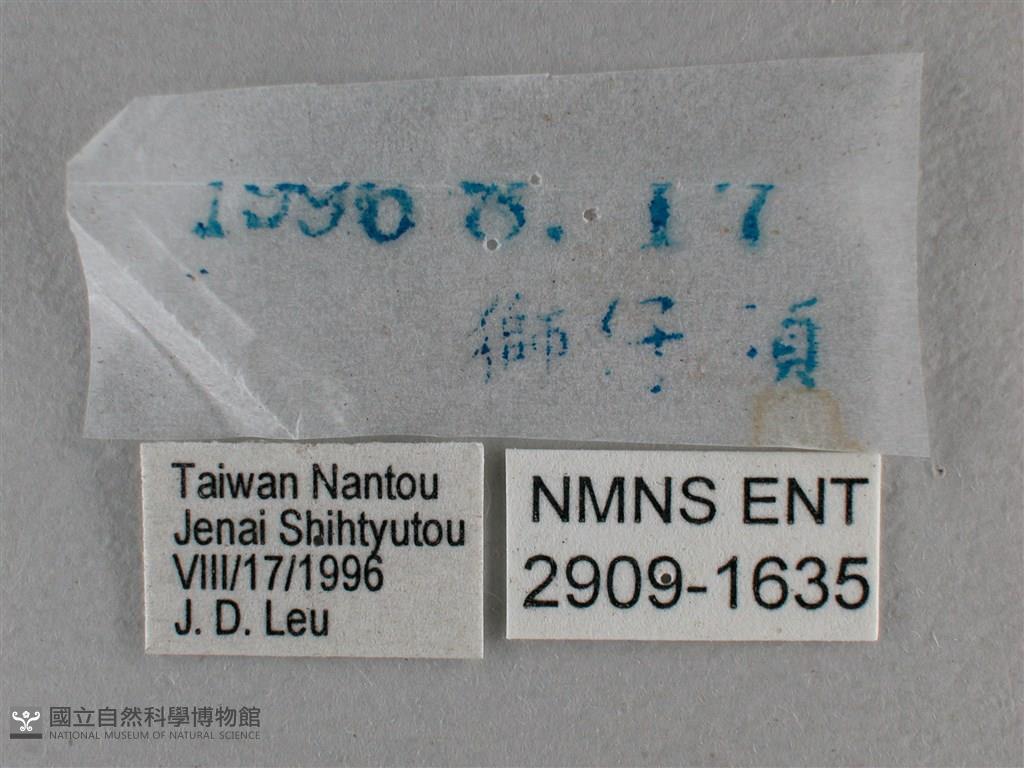 1996 8. 17
獅仔頭
Taiwan Nantou
Jenai Shihtyutou
VIII/17/1996
J. D. Leu
NMNS ENT
2909-1635
國立自然科學博物館
NATIONAL MUSEUM OF NATURAL SCIENCE